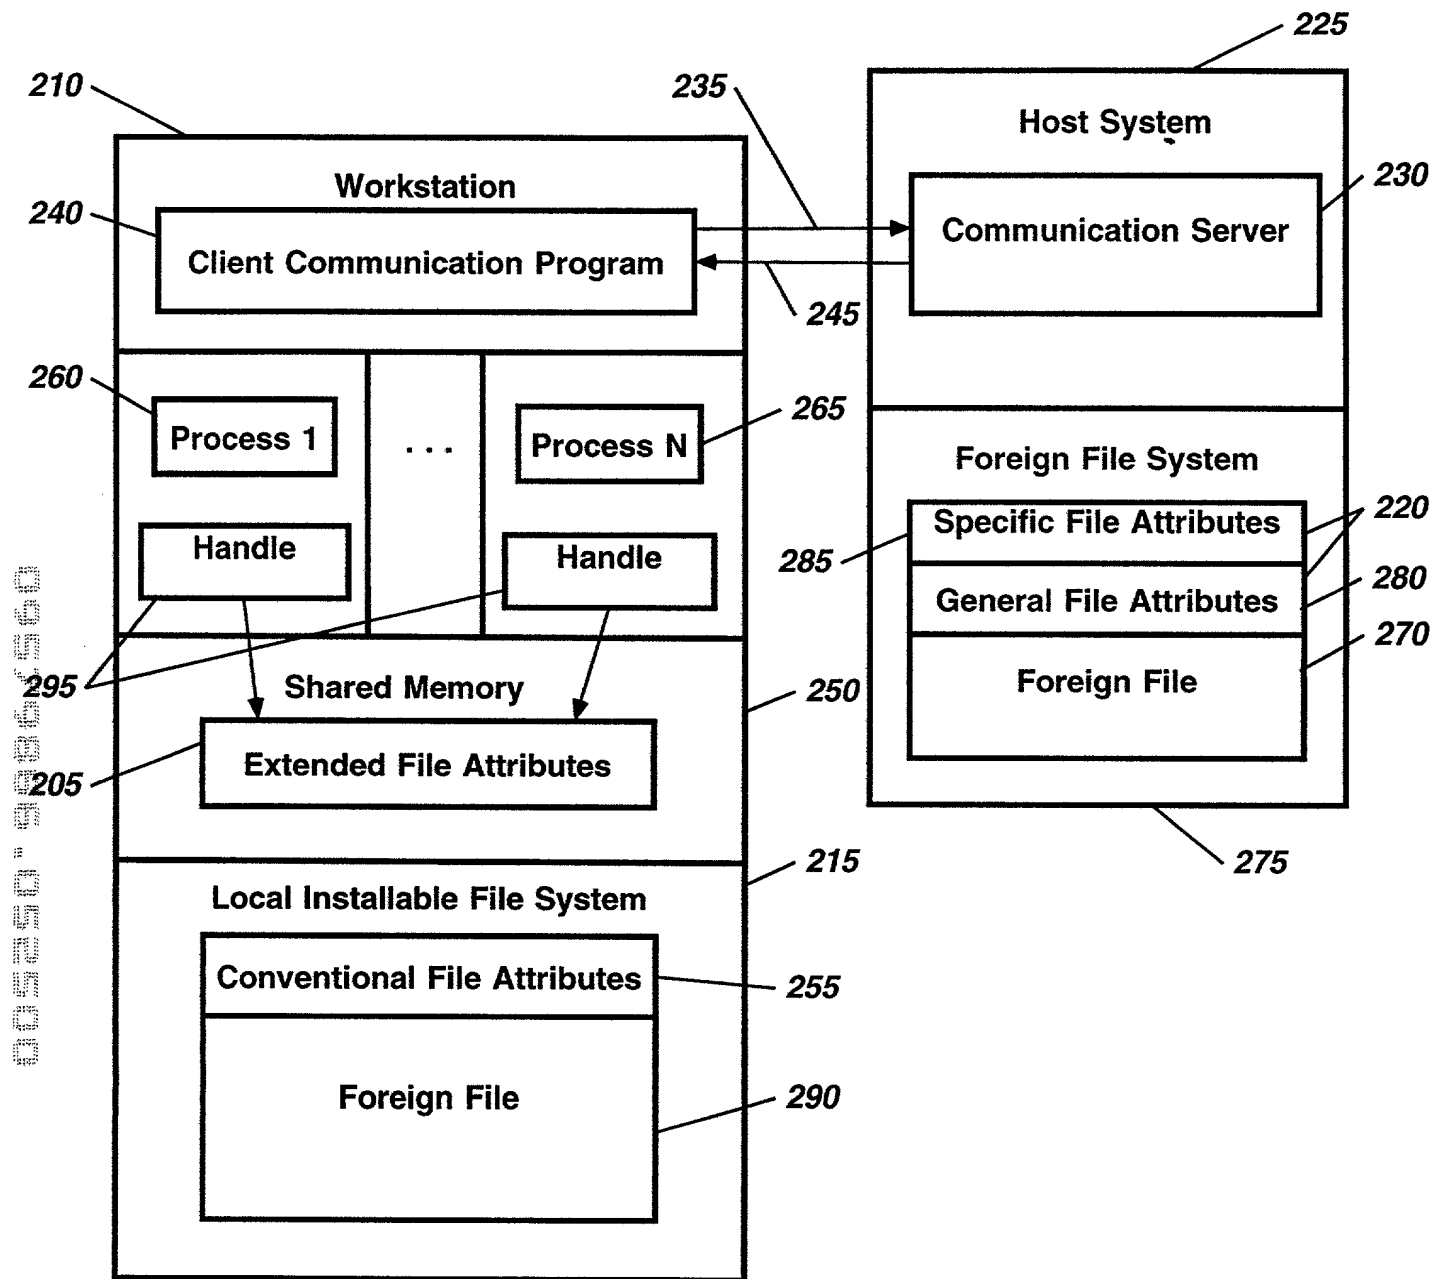 225
210
235
Host System
Workstation
230
240
Communication Server
Client Communication Program
245
260
265
Process 1
. . .
Process N
Foreign File System
Specific File Attributes
220
Handle
Handle
285
General File Attributes
280
270
295
Shared Memory
250
Foreign File
205
Extended File Attributes
215
275
Local Installable File System
Conventional File Attributes
255
Foreign File
290